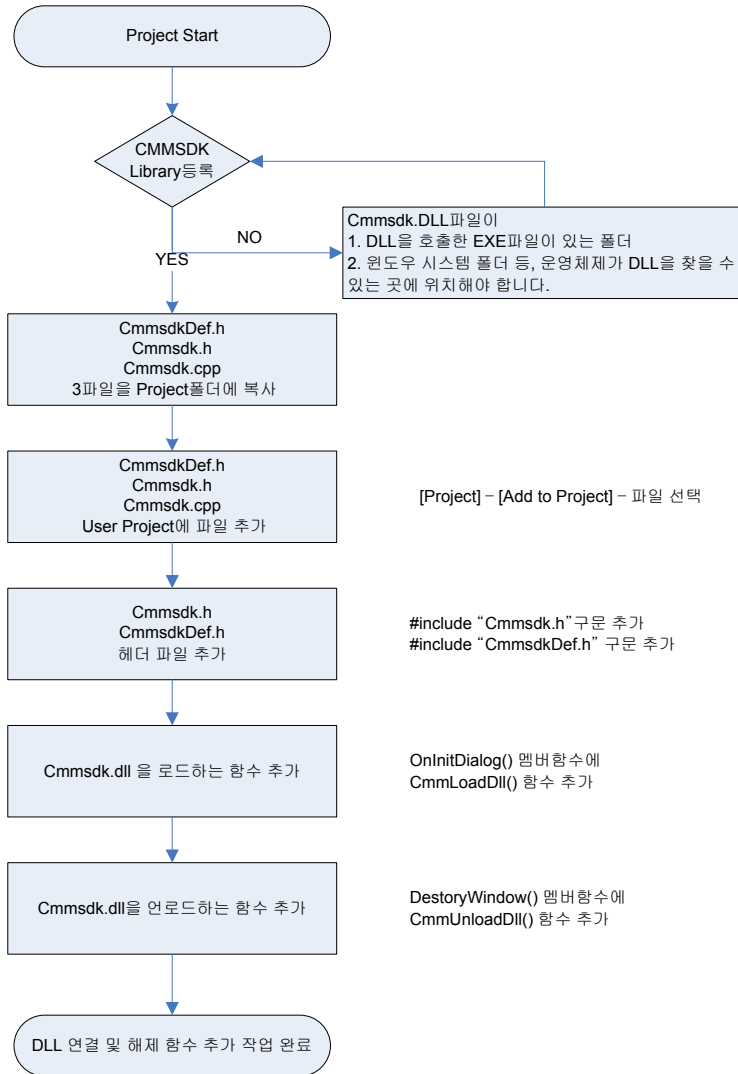 Project Start
CMMSDK
Library등록
NO
YES
Cmmsdk.DLL파일이
1. DLL을 호출한 EXE파일이 있는 폴더
2. 윈도우 시스템 폴더 등, 운영체제가 DLL을 찾을 수
있는 곳에 위치해야 합니다.
CmmsdkDef.h
Cmmsdk.h
Cmmsdk.cpp
3파일을 Project폴더에 복사
CmmsdkDef.h
Cmmsdk.h
Cmmsdk.cpp
User Project에 파일 추가
[Project] – [Add to Project] – 파일 선택
Cmmsdk.h
CmmsdkDef.h
헤더 파일 추가
#include “Cmmsdk.h”구문 추가
#include “CmmsdkDef.h” 구문 추가
Cmmsdk.dll 을 로드하는 함수 추가
OnInitDialog() 멤버함수에
CmmLoadDll() 함수 추가
Cmmsdk.dll을 언로드하는 함수 추가
DestoryWindow() 멤버함수에
CmmUnloadDll() 함수 추가
DLL 연결 및 해제 함수 추가 작업 완료